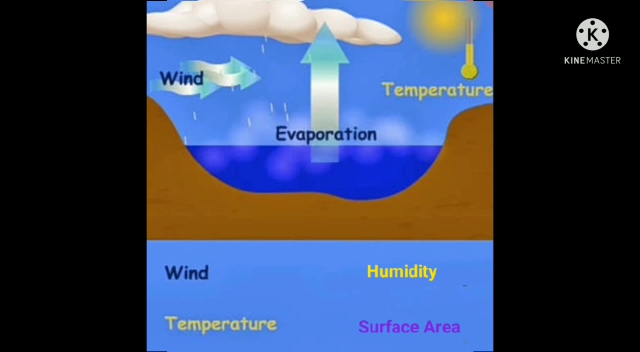 K
KINEMASTER
Wind
Temperature
Evaporation
Wind
Humidity
Temperature
Surface Area